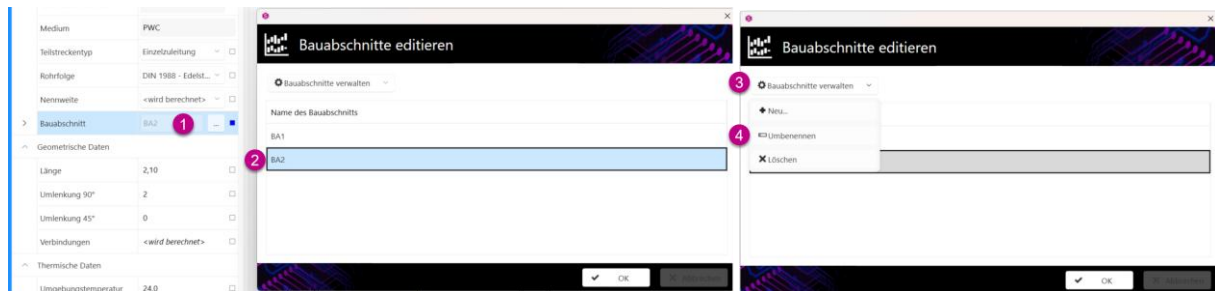 Medium PWC
Teilstreckentyp Einzelzuleitung
Rohrfolge DIN 1988 - Edelst...
Nennweite <wird berechnet>
Bauabschnitt BA2 1 ...
Geometrische Daten
Länge 2,10
Umlenkung 90° 2
Umlenkung 45° 0
Verbindungen <wird berechnet>
Thermische Daten
Umgebungstemperatur 24,0
Bauabschnitte editieren
Bauabschnitte verwalten
Name des Bauabschnitts
BA1
2 BA2
OK Abbrechen
Bauabschnitte editieren
3 Bauabschnitte verwalten
Neu...
4 Umbenennen
Löschen
OK Abbrechen